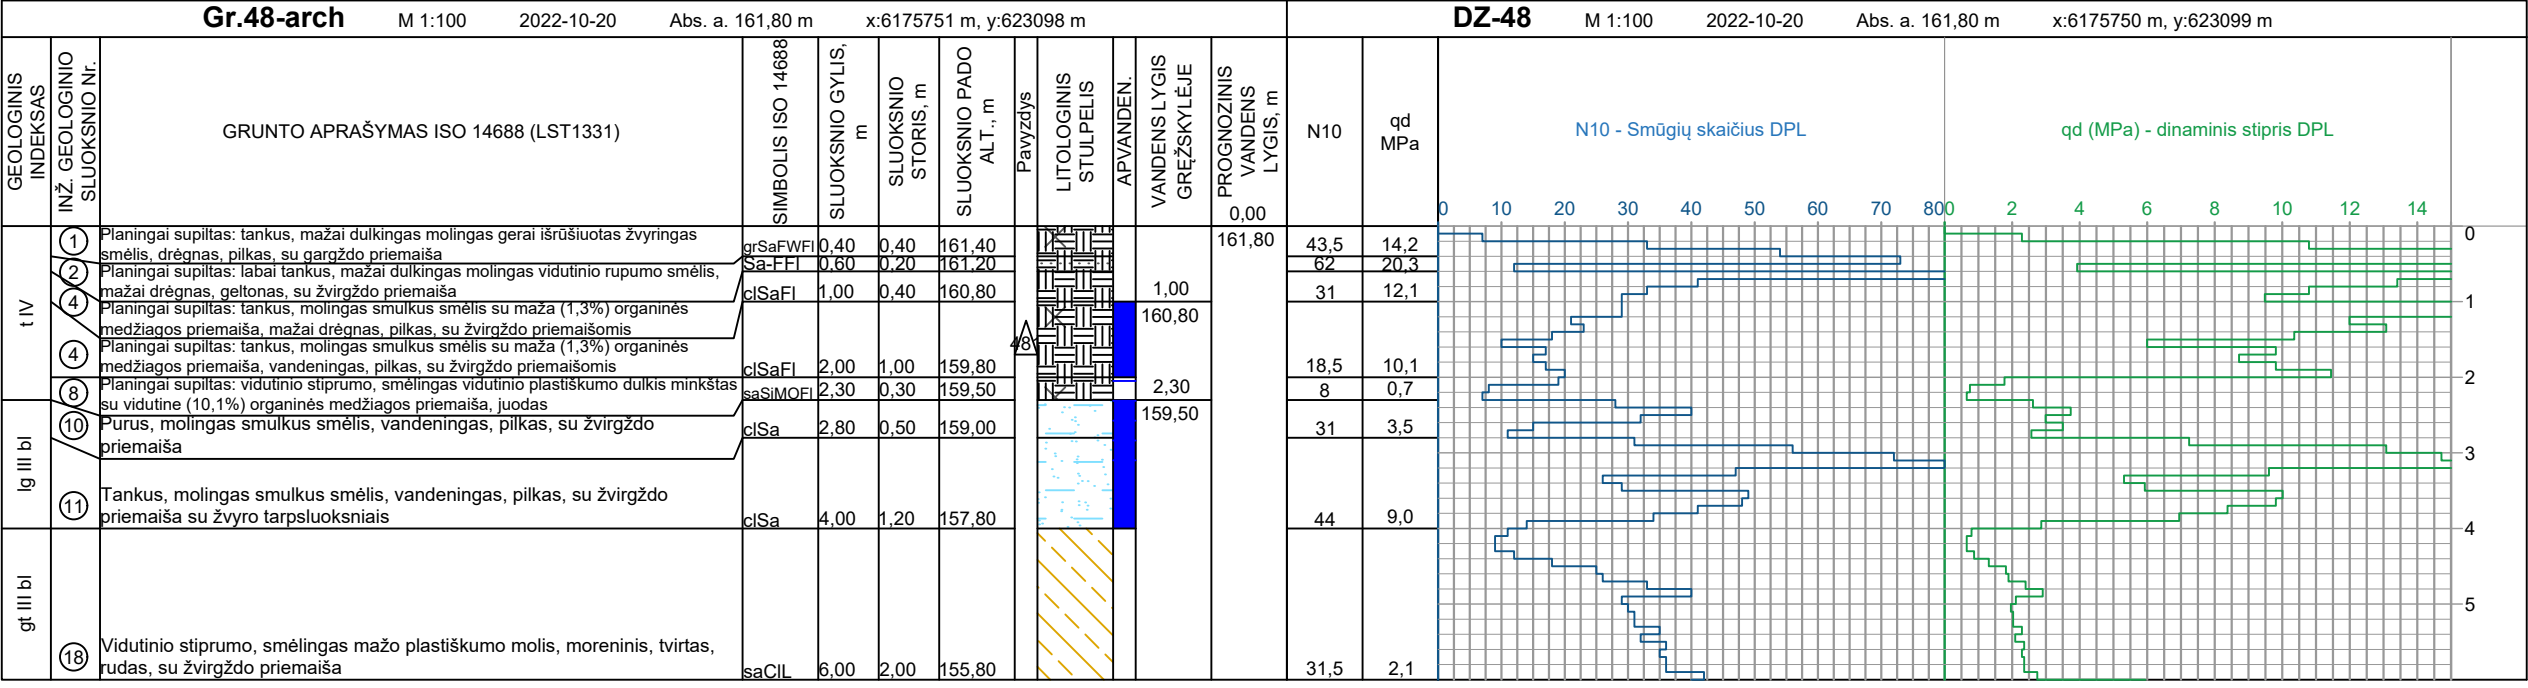 Gr.48-arch M 1:100 2022-10-20 Abs. a. 161,80 m x:6175751 m, y:623098 m
DZ-48 M 1:100 2022-10-20 Abs. a. 161,80 m x:6175750 m, y:623099 m
GEOLOGINIS
INDEKSAS
INŽ. GEOLOGINIO
SLUOKSNIO Nr.
GRUNTO APRAŠYMAS ISO 14688 (LST1331)
SIMBOLIS ISO 14688
SLUOKSNIO GYLIS,
m
SLUOKSNIO
STORIS, m
SLUOKSNIO PADO
ALT., m
Pavyzdys
LITOLOGINIS
STULPELIS
APVANDEN.
VANDENS LYGIS
GRĘŽSKYLĖJE
PROGNOZINIS
VANDENS
LYGIS, m
0,00
161,80
N10
qd
MPa
N10 - Smūgių skaičius DPL
qd (MPa) - dinaminis stipris DPL
0 10 20 30 40 50 60 70 80
0 2 4 6 8 10 12 14
t IV
1
Planingai supiltas: tankus, mažai dulkingas molingas gerai išrūšiuotas žvyringas
smėlis, drėgnas, pilkas, su gargždo priemaiša
grSaFWFl 0,40 0,40 161,40 43,5 14,2
2
Planingai supiltas: labai tankus, mažai dulkingas molingas vidutinio rupumo smėlis,
mažai drėgnas, geltonas, su žvirgždo priemaiša
Sa-FFl 0,60 0,20 161,20 62 20,3
4
Planingai supiltas: tankus, molingas smulkus smėlis su maža (1,3%) organinės
medžiagos priemaiša, mažai drėgnas, pilkas, su žvirgždo priemaišomis
clSaFl 1,00 0,40 160,80 1,00 31 12,1
160,80
4
Planingai supiltas: tankus, molingas smulkus smėlis su maža (1,3%) organinės
medžiagos priemaiša, vandeningas, pilkas, su žvirgždo priemaišomis
clSaFl 2,00 1,00 159,80 18,5 10,1
48
8
Planingai supiltas: vidutinio stiprumo, smėlingas vidutinio plastiškumo dulkis minkštas
su vidutine (10,1%) organinės medžiagos priemaiša, juodas
saSiMOFl 2,30 0,30 159,50 2,30 8 0,7
159,50
lg III bl
10
Purus, molingas smulkus smėlis, vandeningas, pilkas, su žvirgždo
priemaiša
clSa 2,80 0,50 159,00 31 3,5
11
Tankus, molingas smulkus smėlis, vandeningas, pilkas, su žvirgždo
priemaiša su žvyro tarpsluoksniais
clSa 4,00 1,20 157,80 44 9,0
gt III bl
18
Vidutinio stiprumo, smėlingas mažo plastiškumo molis, moreninis, tvirtas,
rudas, su žvirgždo priemaiša
saClL 6,00 2,00 155,80 31,5 2,1
0
1
2
3
4
5